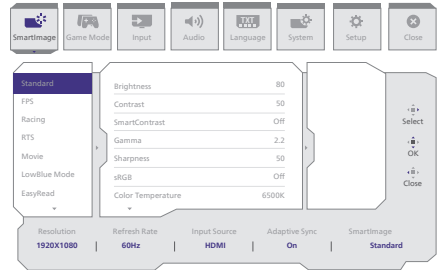 SmartImage
Game Mode
Input
Audio
TXT
Language
System
Setup
Close
Standard
FPS
Racing
RTS
Movie
LowBlue Mode
EasyRead
Brightness 80
Contrast 50
SmartContrast Off
Gamma 2.2
Sharpness 50
sRGB Off
Color Temperature 6500K
Select
OK
Close
Resolution
Refresh Rate
Input Source
Adaptive Sync
SmartImage
1920X1080 | 60Hz | HDMI | On | Standard